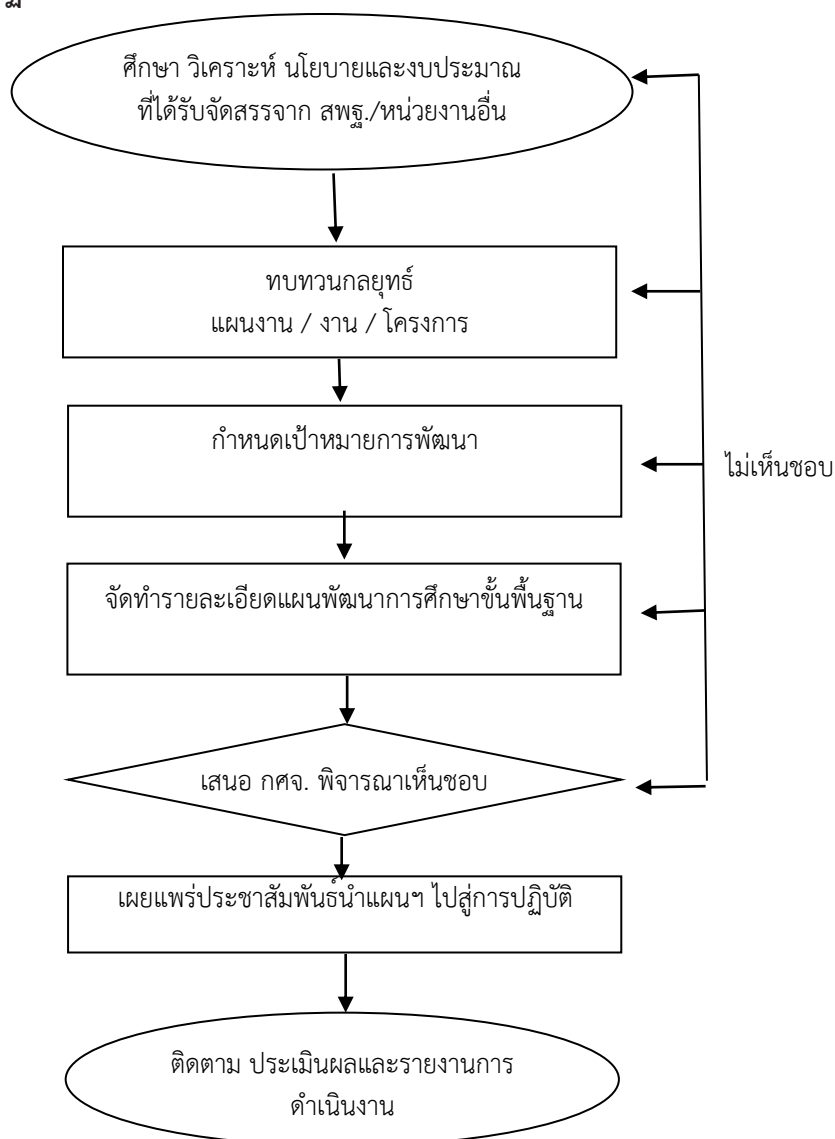 ศึกษา วิเคราะห์ นโยบายและงบประมาณ
ที่ได้รับจัดสรรจาก สพฐ./หน่วยงานอื่น
ทบทวนกลยุทธ์
แผนงาน / งาน / โครงการ
กำหนดเป้าหมายการพัฒนา
ไม่เห็นชอบ
จัดทำรายละเอียดแผนพัฒนาการศึกษาขั้นพื้นฐาน
เสนอ กศจ. พิจารณาเห็นชอบ
เผยแพร่ประชาสัมพันธ์นำแผนฯ ไปสู่การปฏิบัติ
ติดตาม ประเมินผลและรายงานการ
ดำเนินงาน